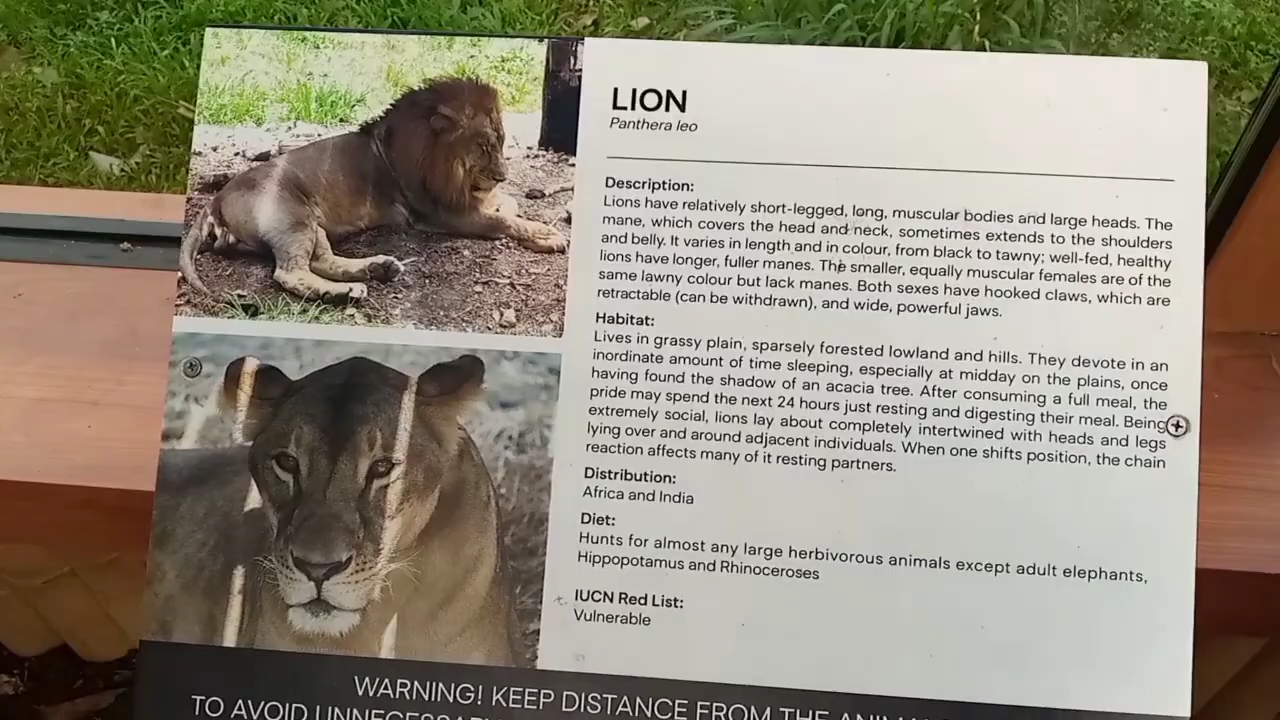 LION
Panthera leo
Description:
Lions have relatively short-legged, long, muscular bodies and large heads. The
mane, which covers the head and neck, sometimes extends to the shoulders
and belly. It varies in length and in colour, from black to tawny; well-fed, healthy
lions have longer, fuller manes. The smaller, equally muscular females are of the
same lawny colour but lack manes. Both sexes have hooked claws, which are
retractable (can be withdrawn), and wide, powerful jaws.
Habitat:
Lives in grassy plain, sparsely forested lowland and hills. They devote in an
inordinate amount of time sleeping, especially at midday on the plains, once
having found the shadow of an acacia tree. After consuming a full meal, the
pride may spend the next 24 hours just resting and digesting their meal. Being
extremely social, lions lay about completely intertwined with heads and legs
lying over and around adjacent individuals. When one shifts position, the chain
reaction affects many of it resting partners.
Distribution:
Africa and India
Diet:
Hunts for almost any large herbivorous animals except adult elephants,
Hippopotamus and Rhinoceroses
IUCN Red List:
Vulnerable
WARNING! KEEP DISTANCE FROM THE
TO AVOID